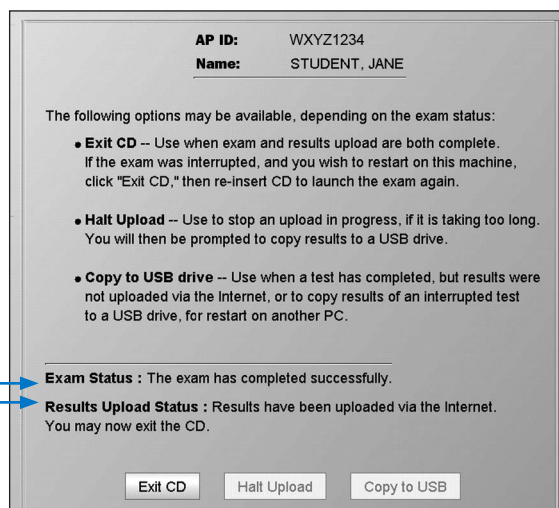 AP ID: WXYZ1234
Name: STUDENT, JANE
The following options may be available, depending on the exam status:
• Exit CD -- Use when exam and results upload are both complete.
If the exam was interrupted, and you wish to restart on this machine,
click "Exit CD," then re-insert CD to launch the exam again.
• Halt Upload -- Use to stop an upload in progress, if it is taking too long.
You will then be prompted to copy results to a USB drive.
• Copy to USB drive -- Use when a test has completed, but results were
not uploaded via the Internet, or to copy results of an interrupted test
to a USB drive, for restart on another PC.
Exam Status : The exam has completed successfully.
Results Upload Status : Results have been uploaded via the Internet.
You may now exit the CD.
Exit CD Halt Upload Copy to USB